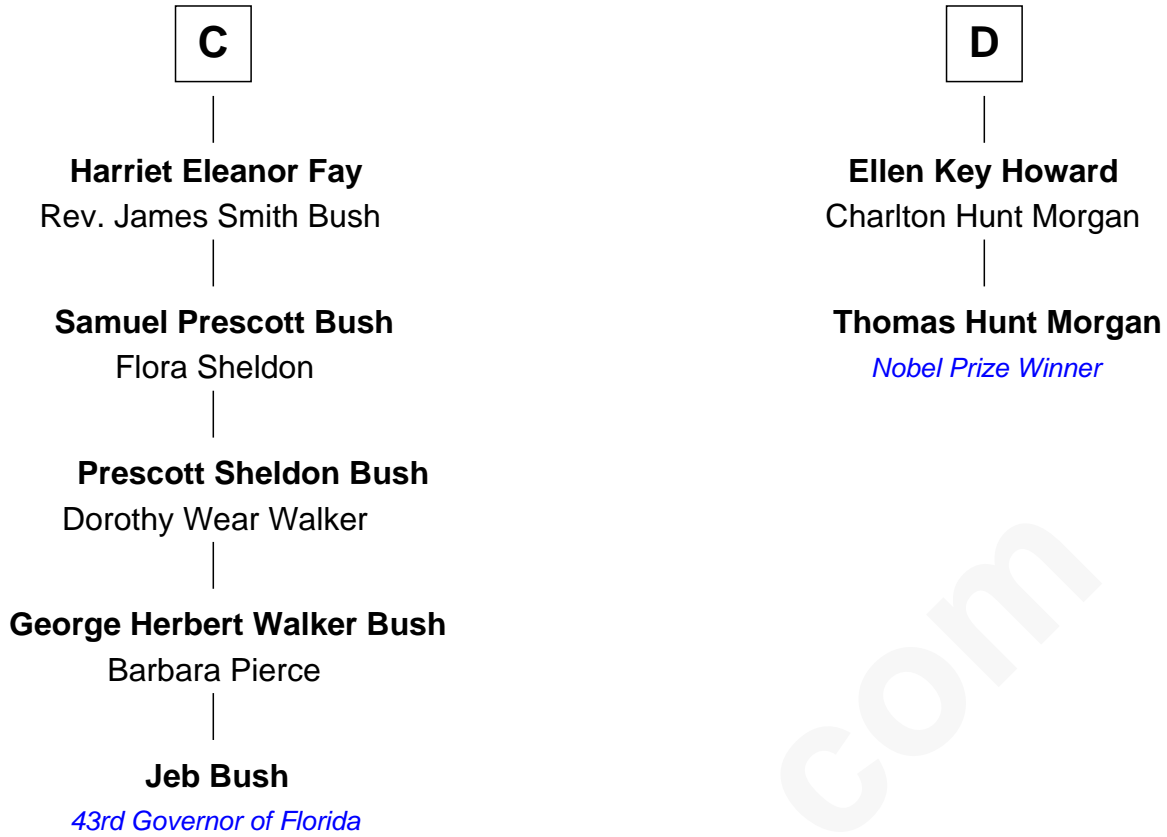 C
Harriet Eleanor Fay
Rev. James Smith Bush
Samuel Prescott Bush
Flora Sheldon
Prescott Sheldon Bush
Dorothy Wear Walker
George Herbert Walker Bush
Barbara Pierce
Jeb Bush
43rd Governor of Florida
D
Ellen Key Howard
Charlton Hunt Morgan
Thomas Hunt Morgan
Nobel Prize Winner
com